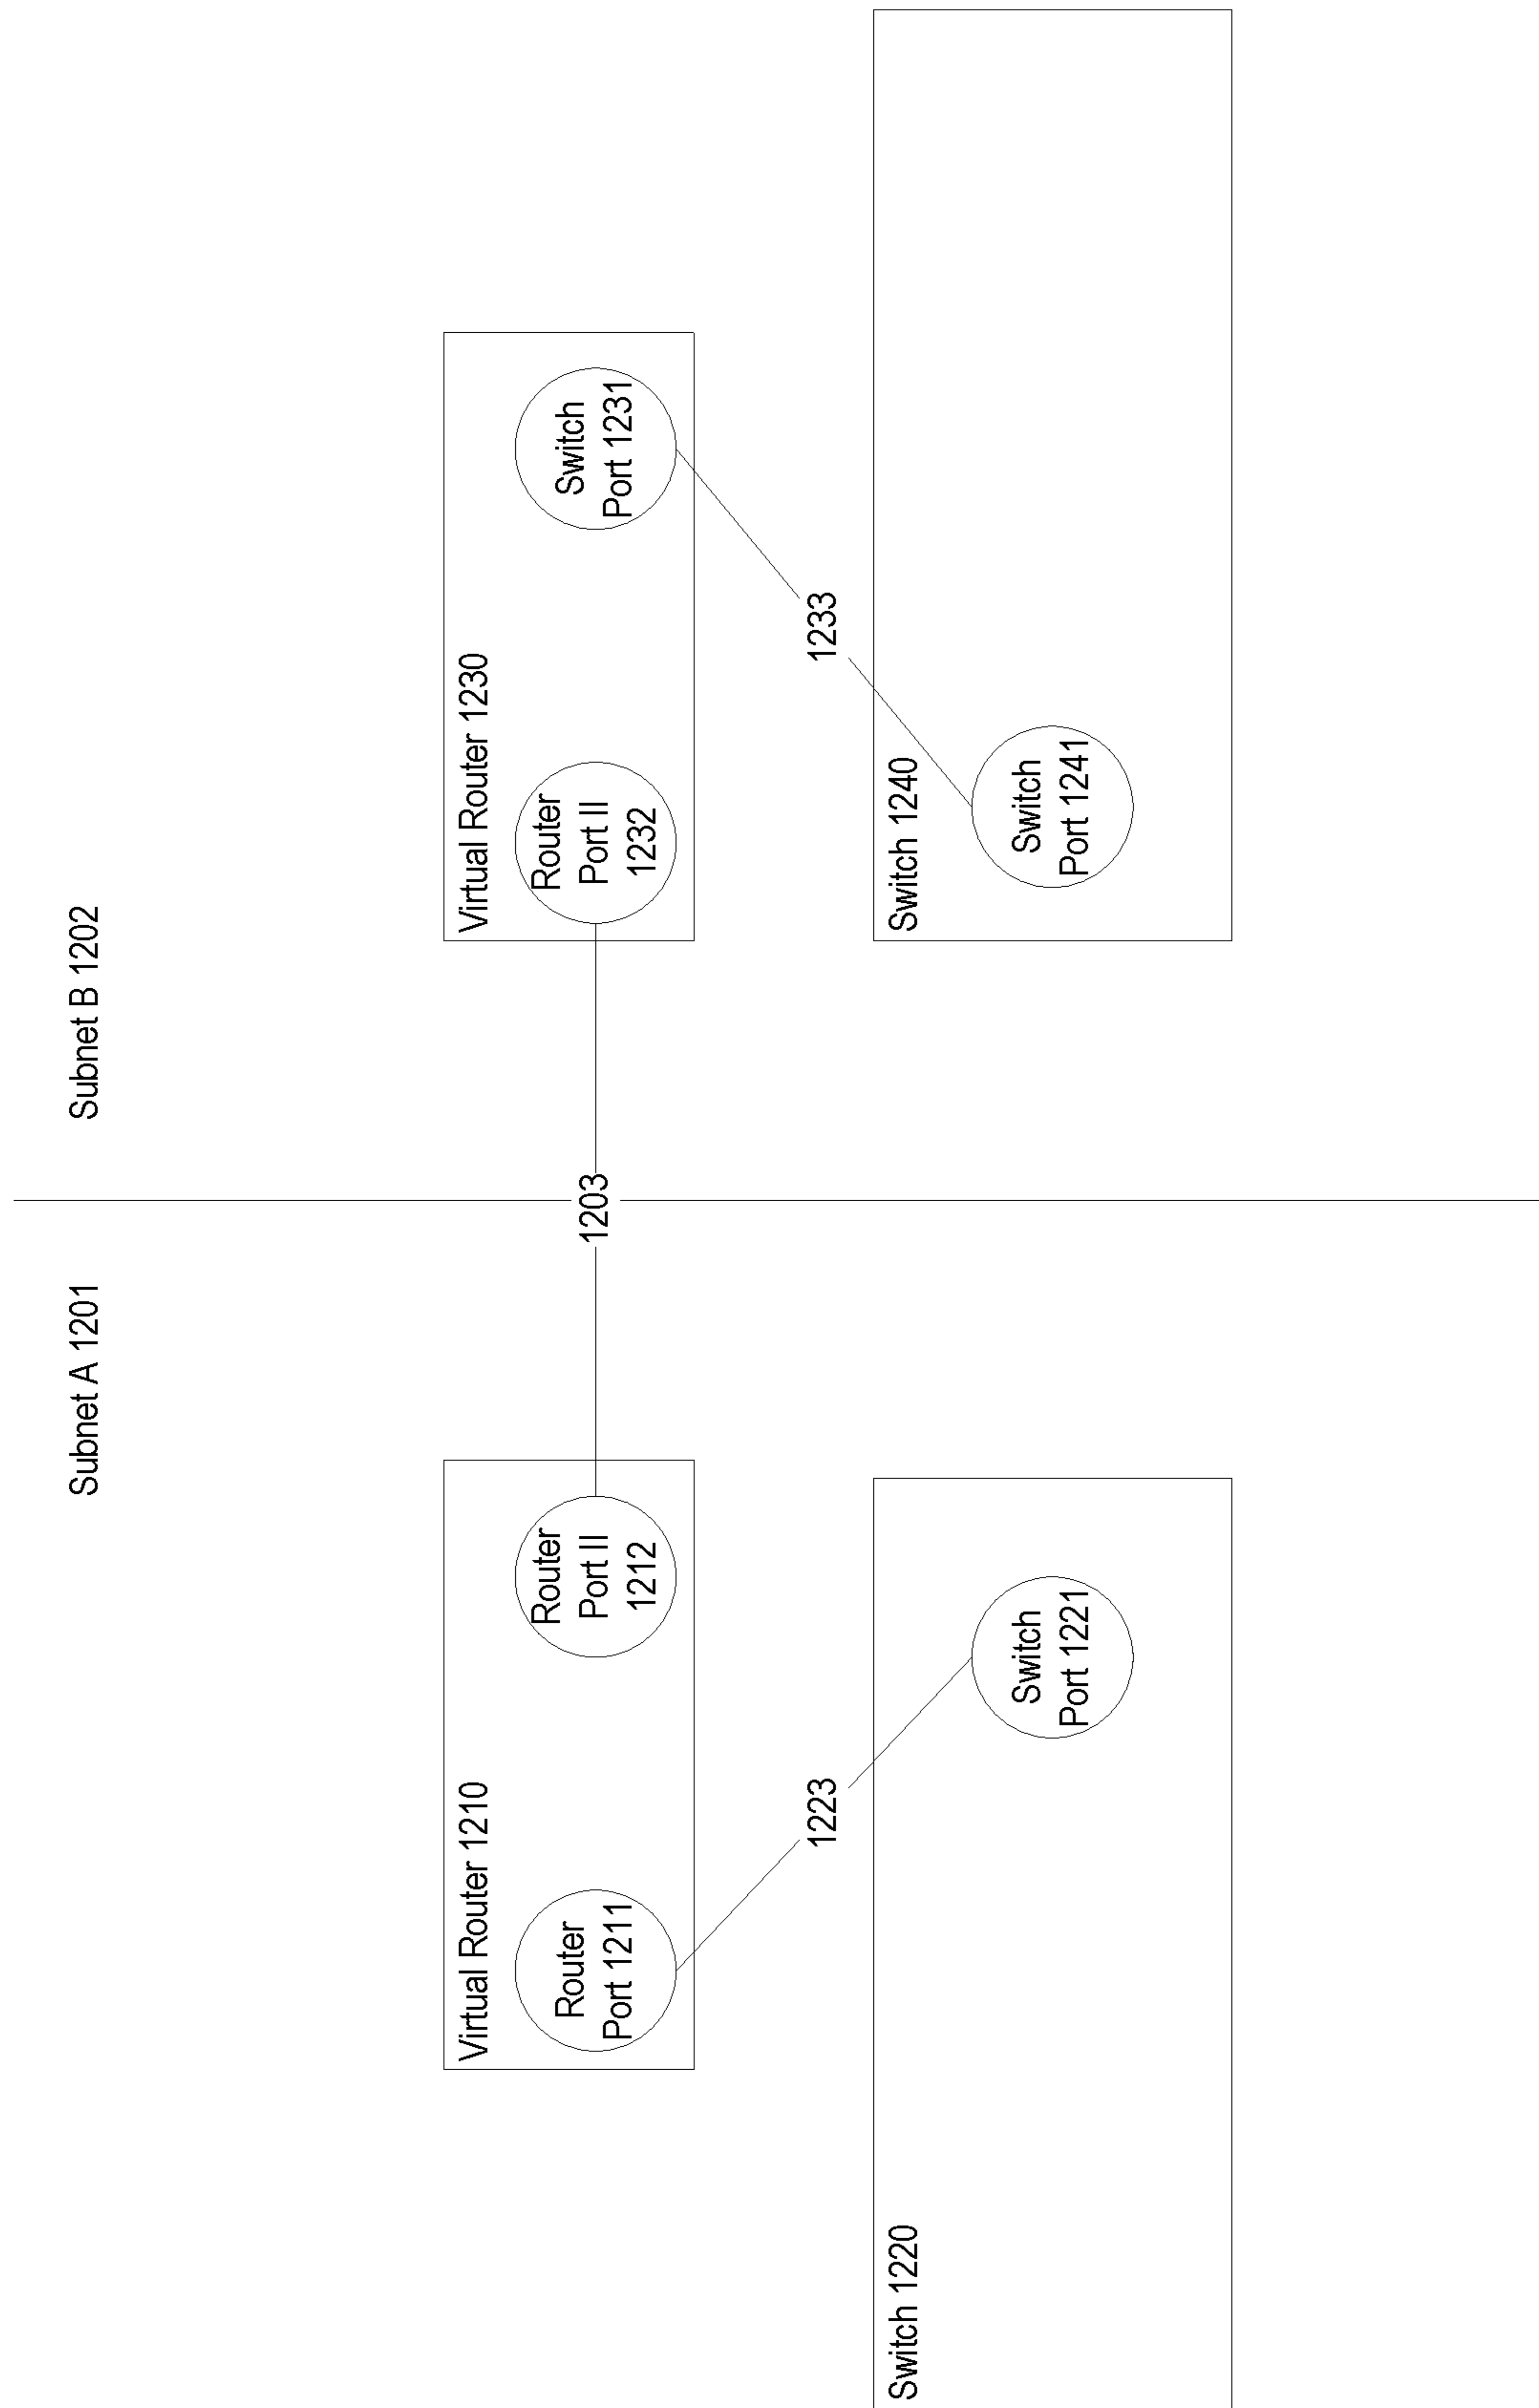 Subnet A 1201
Subnet B 1202
Virtual Router 1210
Router
Port 1211
Router
Port II
1212
1203
Virtual Router 1230
Router
Port II
1232
Switch
Port 1231
1223
1233
Switch 1220
Switch
Port 1221
Switch 1240
Switch
Port 1241